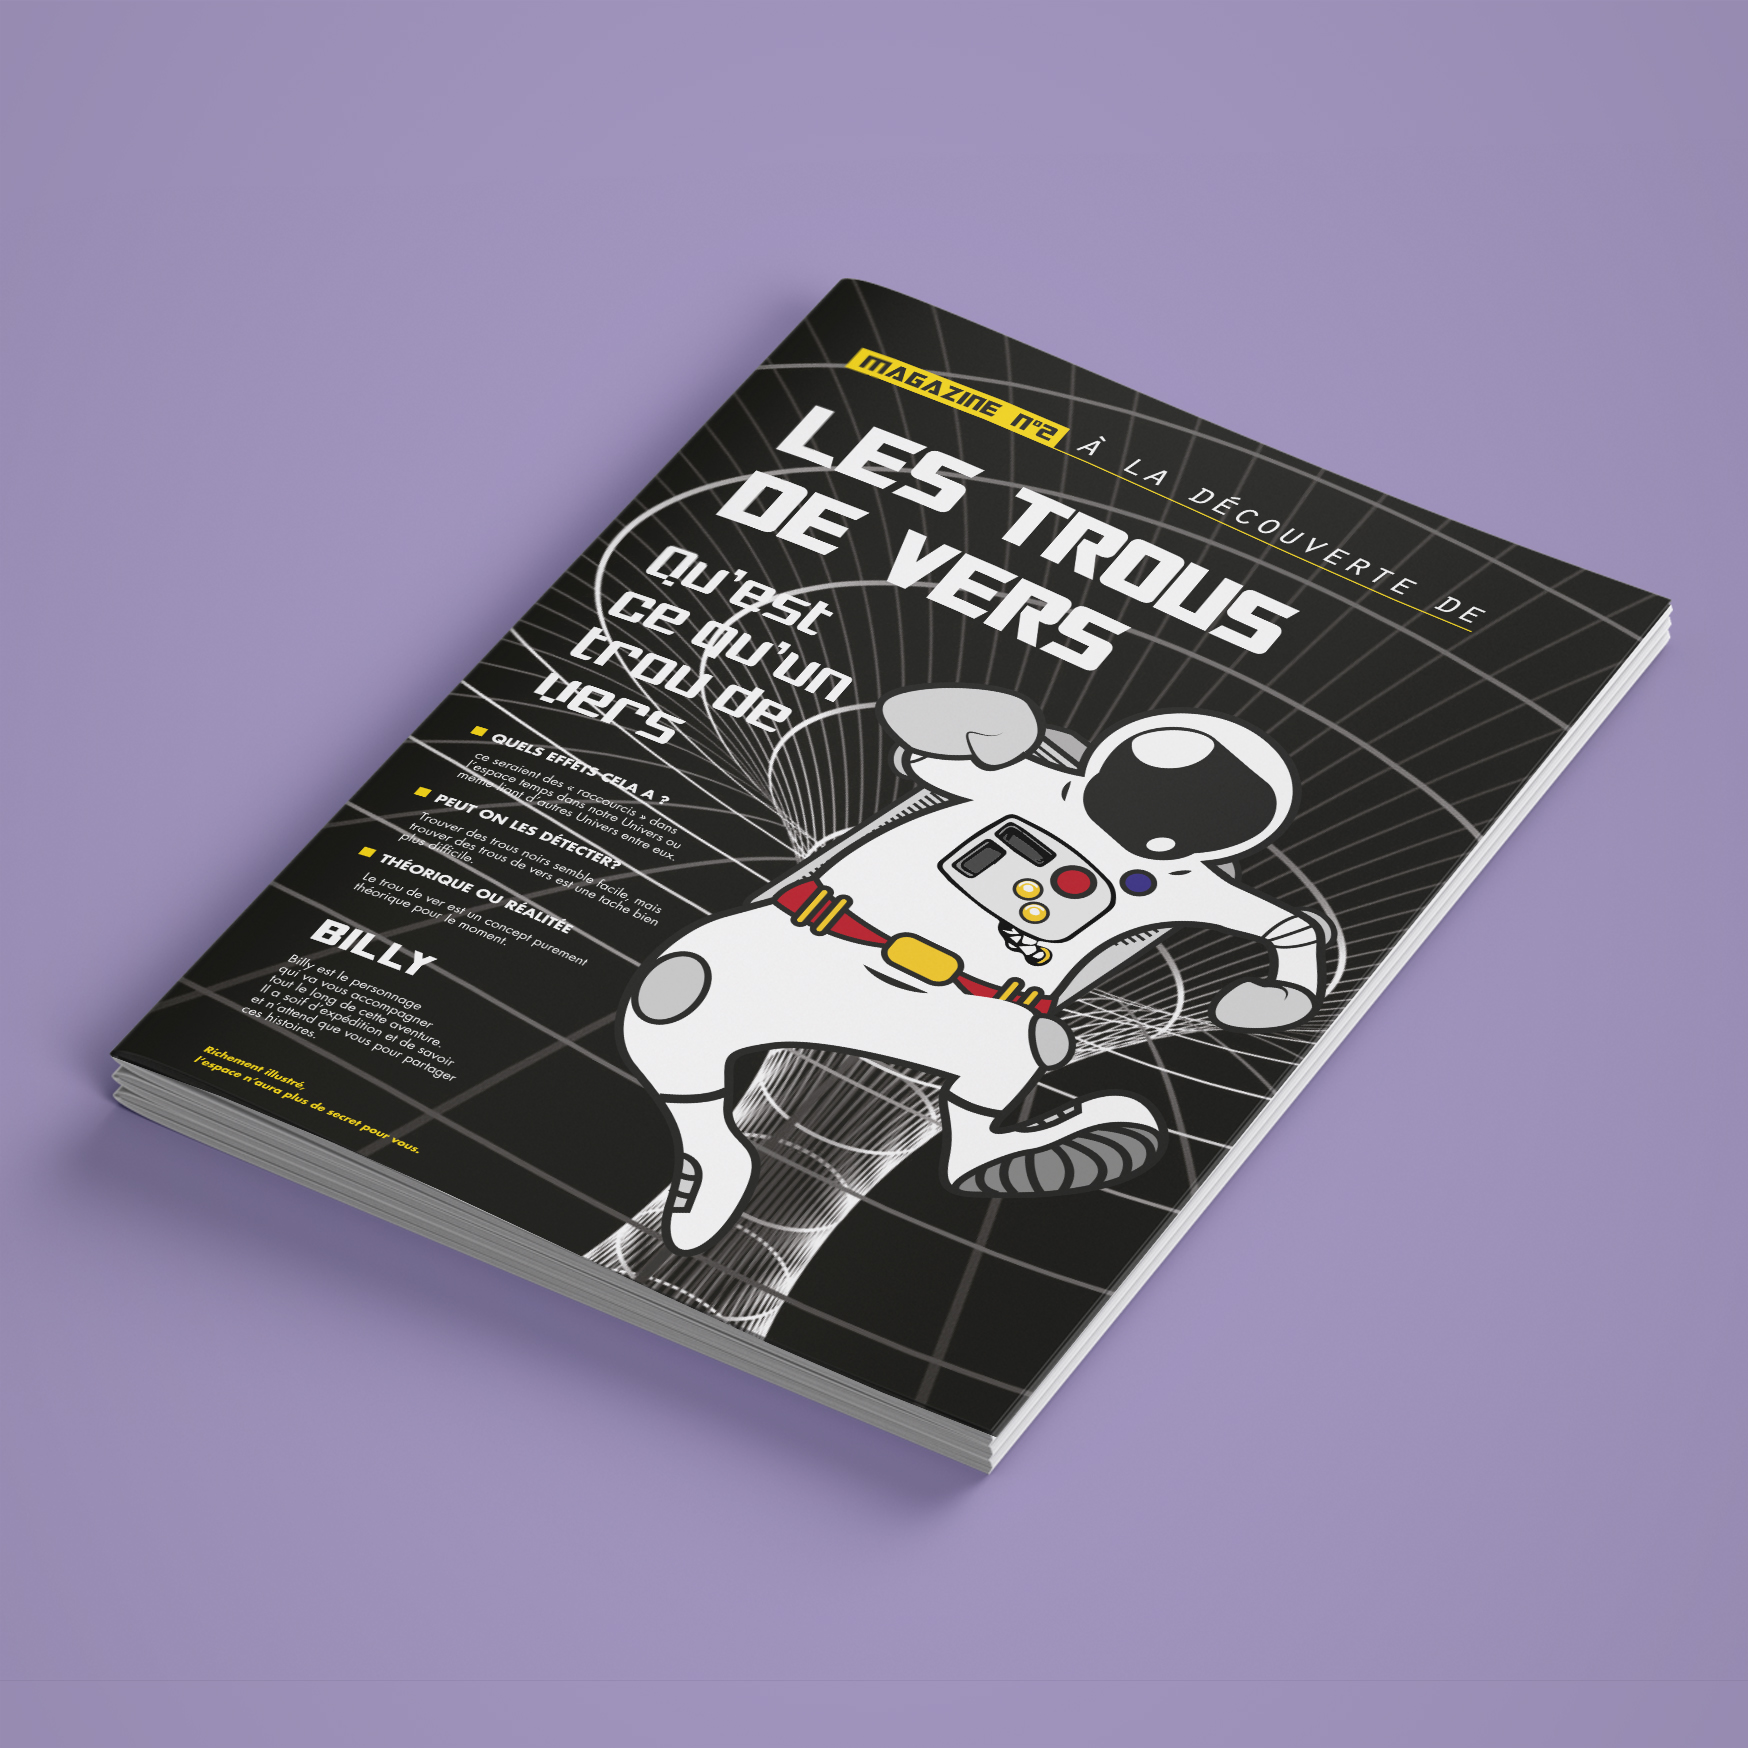 MAGAZINE N°2
À LA DÉCOUVERTE DE
LES TROUS
DE VERS
Qu'est
ce qu'un
trou de
vers
QUELS EFFETS CELA A ?
ce seraient des « raccourcis » dans
l'espace temps dans notre Univers ou
même liant d'autres Univers entre eux.
PEUT ON LES DÉTECTER?
Trouver des trous noirs semble facile, mais
trouver des trous de vers est une tache bien
plus difficile.
THÉORIQUE OU RÉALITÉE
Le trou de ver est un concept purement
théorique pour le moment.
BILLY
Billy est le personnage
qui va vous accompagner
tout le long de cette aventure.
Il a soif d'expédition et de savoir
et n'attend que vous pour partager
ces histoires.
Richement illustré,
l'espace n'aura plus de secret pour vous.